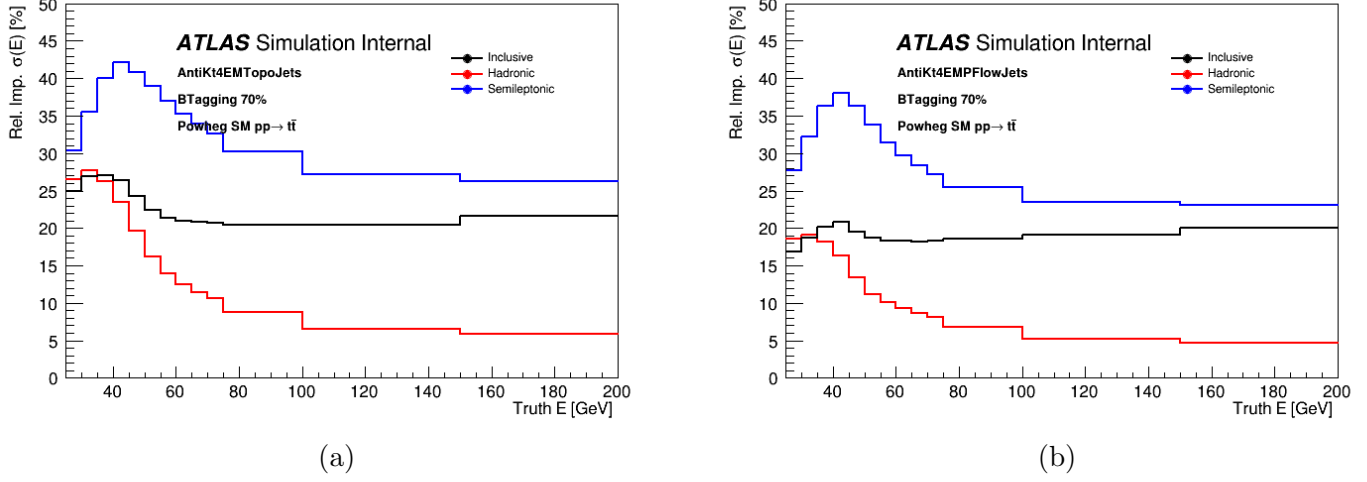 Rel. Imp. σ(E) [%]
50
45
40
35
30
25
20
15
10
5
0
ATLAS Simulation Internal
AntiKt4EMTopoJets
BTagging 70%
Powheg SM pp→ tt̄
Inclusive
Hadronic
Semileptonic
40 60 80 100 120 140 160 180 200
Truth E [GeV]
(a)
Rel. Imp. σ(E) [%]
50
45
40
35
30
25
20
15
10
5
0
ATLAS Simulation Internal
AntiKt4EMPFlowJets
BTagging 70%
Powheg SM pp→ tt̄
Inclusive
Hadronic
Semileptonic
40 60 80 100 120 140 160 180 200
Truth E [GeV]
(b)